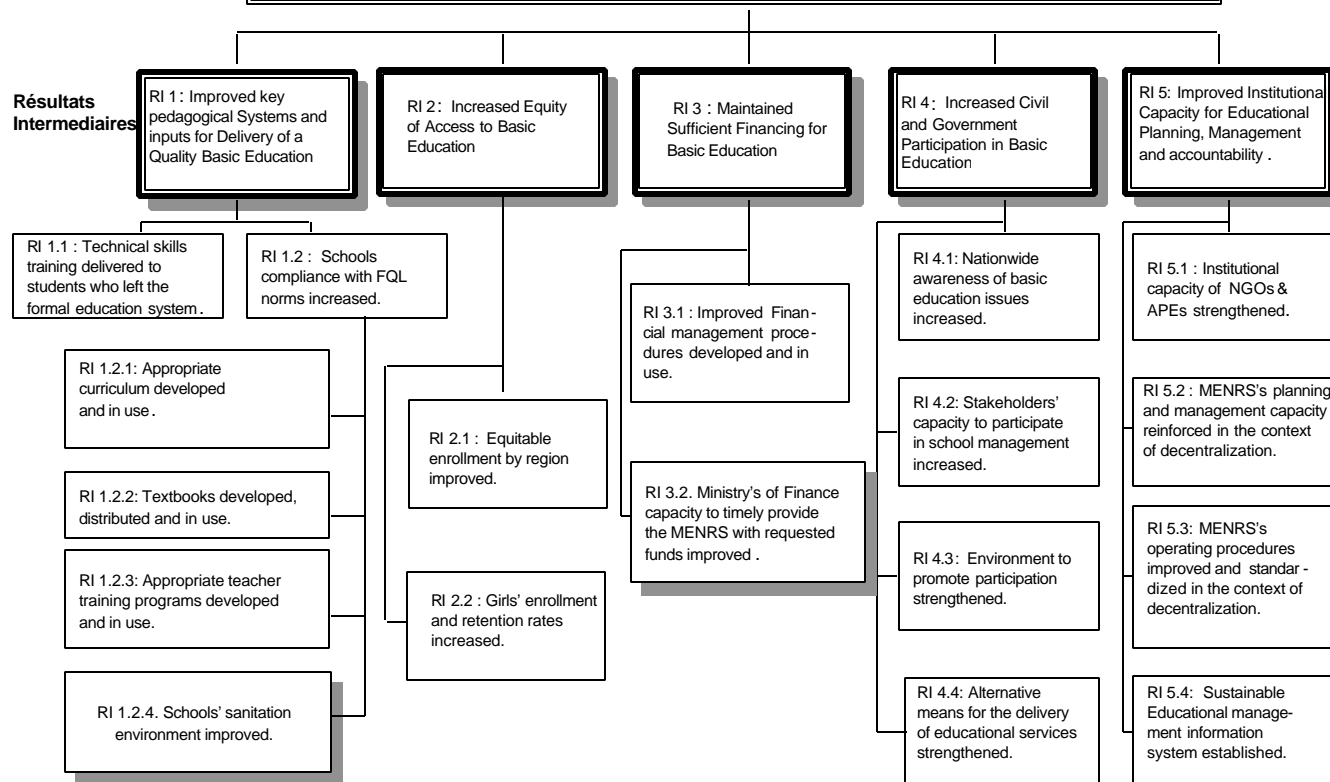 Résultats
Intermediaires
RI 1: Improved key
pedagogical Systems and
inputs for Delivery of a
Quality Basic Education
RI 2: Increased Equity
of Access to Basic
Education
RI 3 : Maintained
Sufficient Financing for
Basic Education
RI 4: Increased Civil
and Government
Participation in Basic
Education
RI 5: Improved Institutiona
Capacity for Educational
Planning, Management
and accountability .
RI 1.1 : Technical skills
training delivered to
students who left the
formal education system .
RI 1.2 : Schools
compliance with FQL
norms increased.
RI 1.2.1: Appropriate
curriculum developed
and in use .
RI 1.2.2: Textbooks developed,
distributed and in use.
RI 1.2.3: Appropriate teacher
training programs developed
and in use.
RI 1.2.4. Schools' sanitation
environment improved.
RI 2.1 : Equitable
enrollment by region
improved.
RI 2.2 : Girls' enrollment
and retention rates
increased.
RI 3.1 : Improved Finan-
cial management proce-
dures developed and in
use.
RI 3.2. Ministry's of Finance
capacity to timely provide
the MENRS with requested
funds improved .
RI 4.1: Nationwide
awareness of basic
education issues
increased.
RI 4.2: Stakeholders'
capacity to participate
in school management
increased.
RI 4.3: Environment to
promote participation
strengthened.
RI 4.4: Alternative
means for the delivery
of educational services
strengthened.
RI 5.1 : Institutional
capacity of NGOs &
APEs strengthened.
RI 5.2 : MENRS's planning
and management capacity
reinforced in the context
of decentralization.
RI 5.3: MENRS's
operating procedures
improved and standar -
dized in the context of
decentralization.
RI 5.4: Sustainable
Educational manage-
ment information
system established.